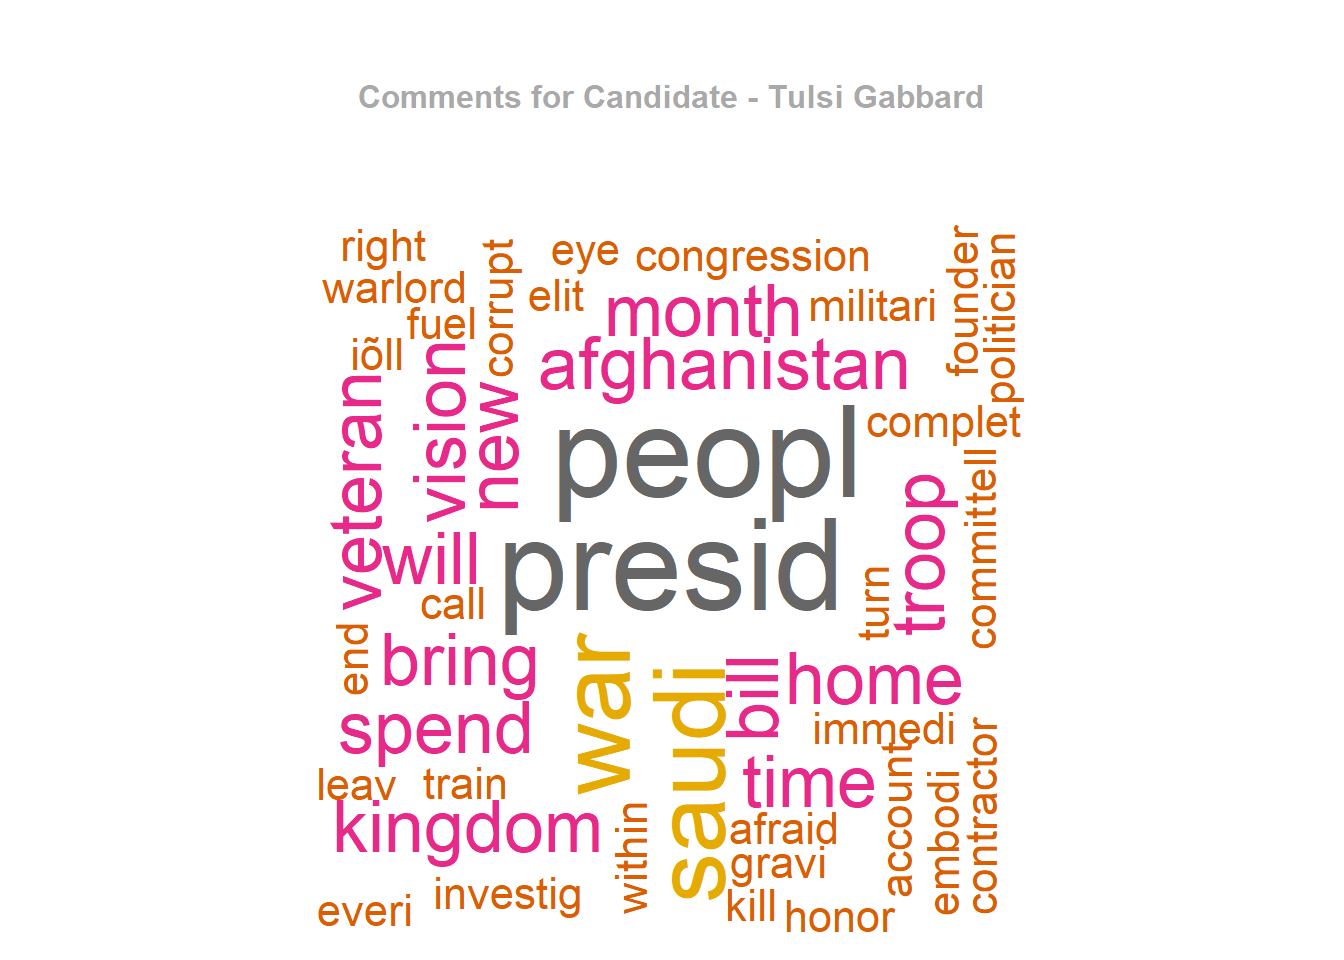 Comments for Candidate - Tulsi Gabbard
right
eye
congression
founder
politician
warlord
corrupt
elit
month
militari
fuel
iõll
afghanistan
veteran
vision
new
peopl
complet
will
presid
troop
committell
call
turn
end
bring
war
saudi
bill
home
spend
immedi
leav
train
time
account
embodi
contractor
kingdom
within
afraid
gravi
everi
investig
kill
honor